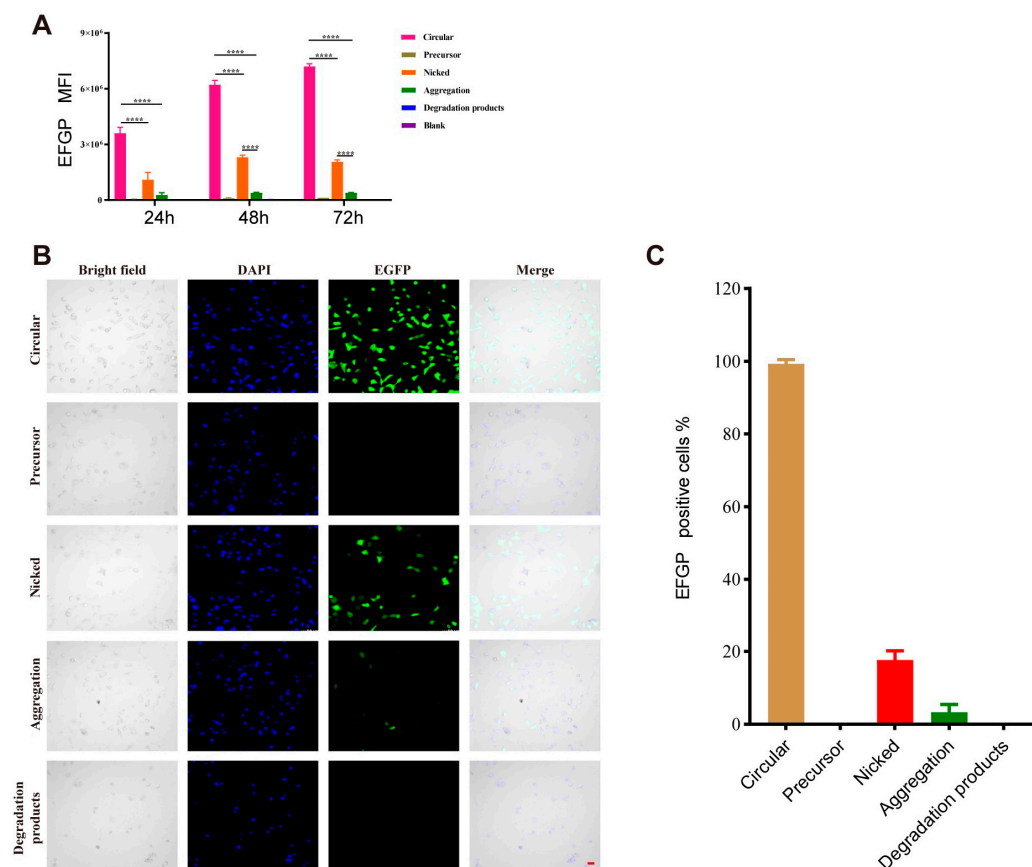 A
9×10⁶
6×10⁶
3×10⁶
0
EFGP MFI
24h
48h
72h
****
****
****
****
****
****
****
****
Circular
Precursor
Nicked
Aggregation
Degradation products
Blank
B
Bright field
DAPI
EGFP
Merge
Circular
Precursor
Nicked
Aggregation
Degradation
products
C
120
100
80
60
40
20
0
EFGP positive cells %
Circular
Precursor
Nicked
Aggregation
Degradation products